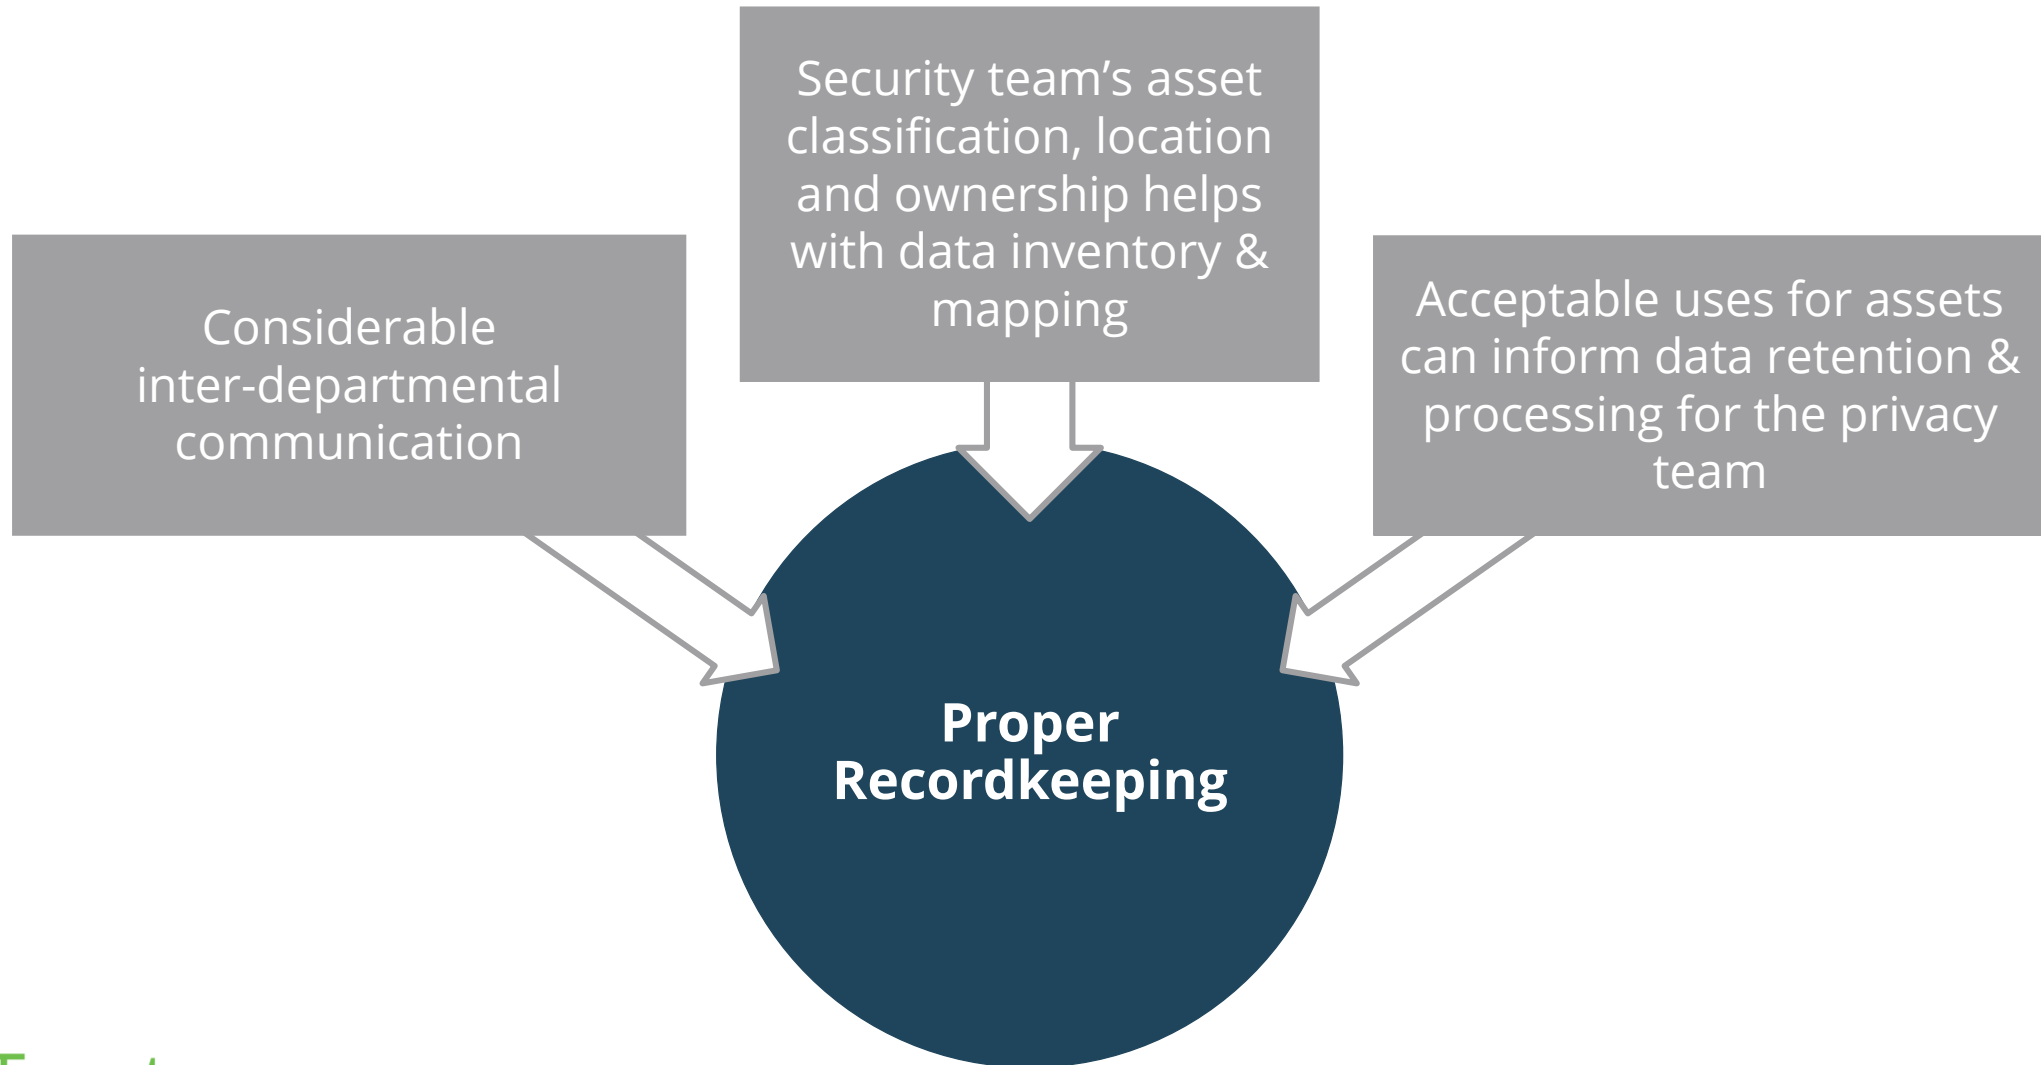 Security team’s asset
classification, location
and ownership helps
with data inventory &
mapping
Considerable
inter-departmental
communication
Acceptable uses for assets
can inform data retention &
processing for the privacy
team
Proper
Recordkeeping